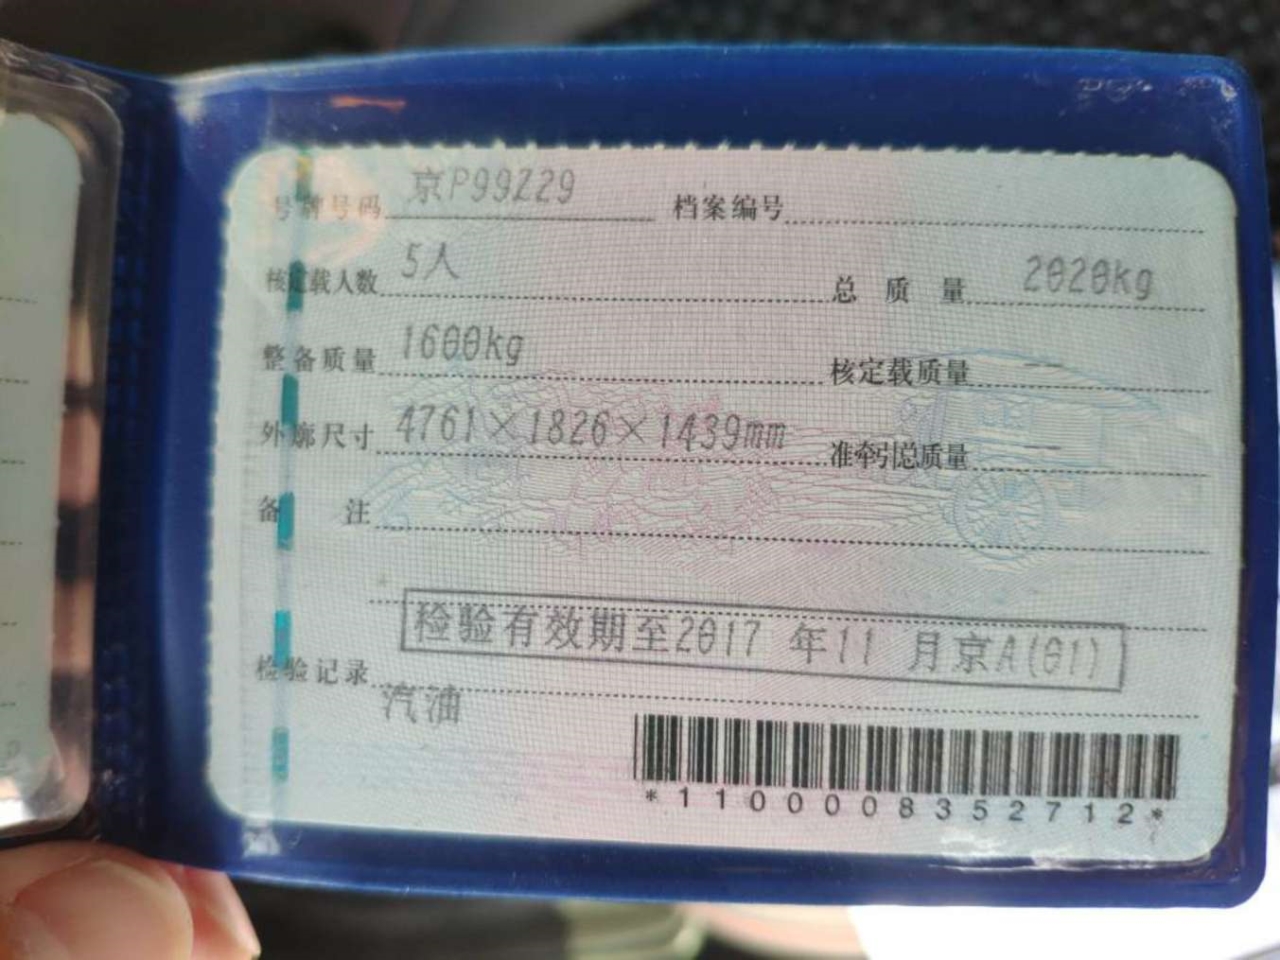 号牌号码 京P99Z29 档案编号
核定载人数 5人 总质量 2020kg
整备质量 1600kg 核定载质量 —
外廓尺寸 4761×1826×1439mm 准牵引总质量 —
备注
检验有效期至2017 年11 月京A(01)
检验记录
汽油
*1100008352712*